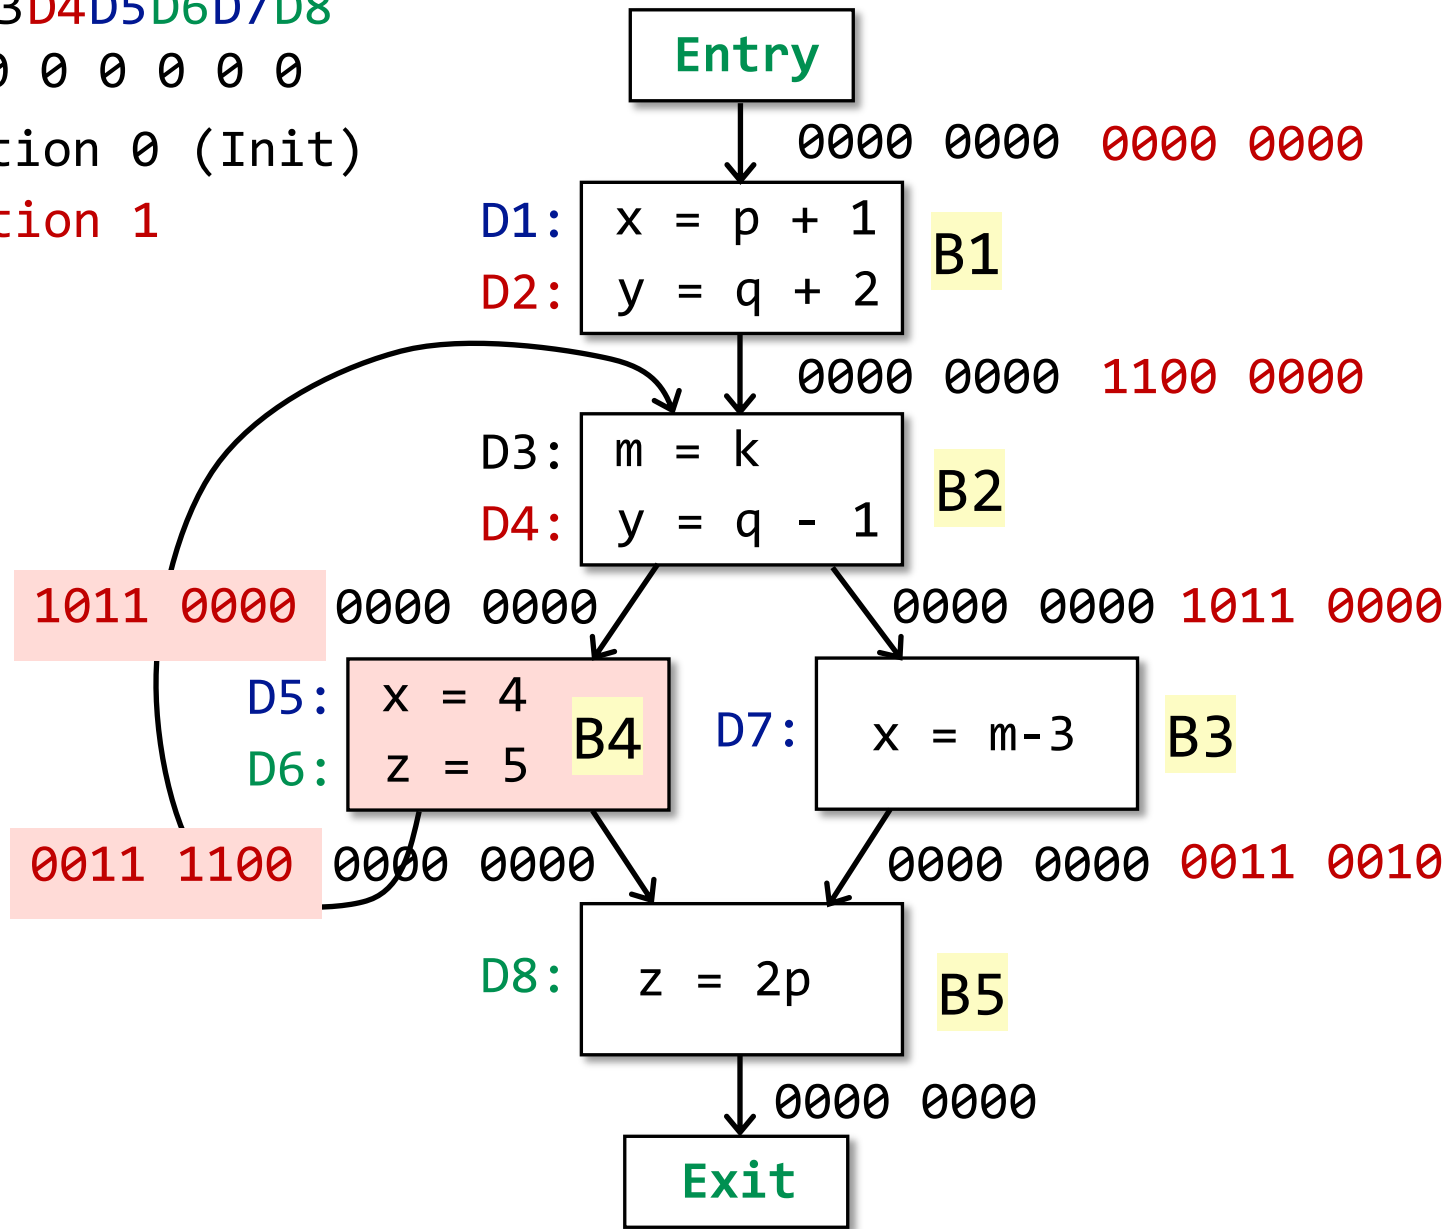 3D4D5D6D7D8
0 0 0 0 0 0
tion 0 (Init)
tion 1
Entry
0000 0000 0000 0000
D1: x = p + 1
D2: y = q + 2
B1
0000 0000 1100 0000
D3: m = k
D4: y = q - 1
B2
1011 0000 0000 0000
0000 0000 1011 0000
D5: x = 4
D6: z = 5
B4
D7: x = m-3
B3
0011 1100 0000 0000
0000 0000 0011 0010
D8: z = 2p
B5
0000 0000
Exit